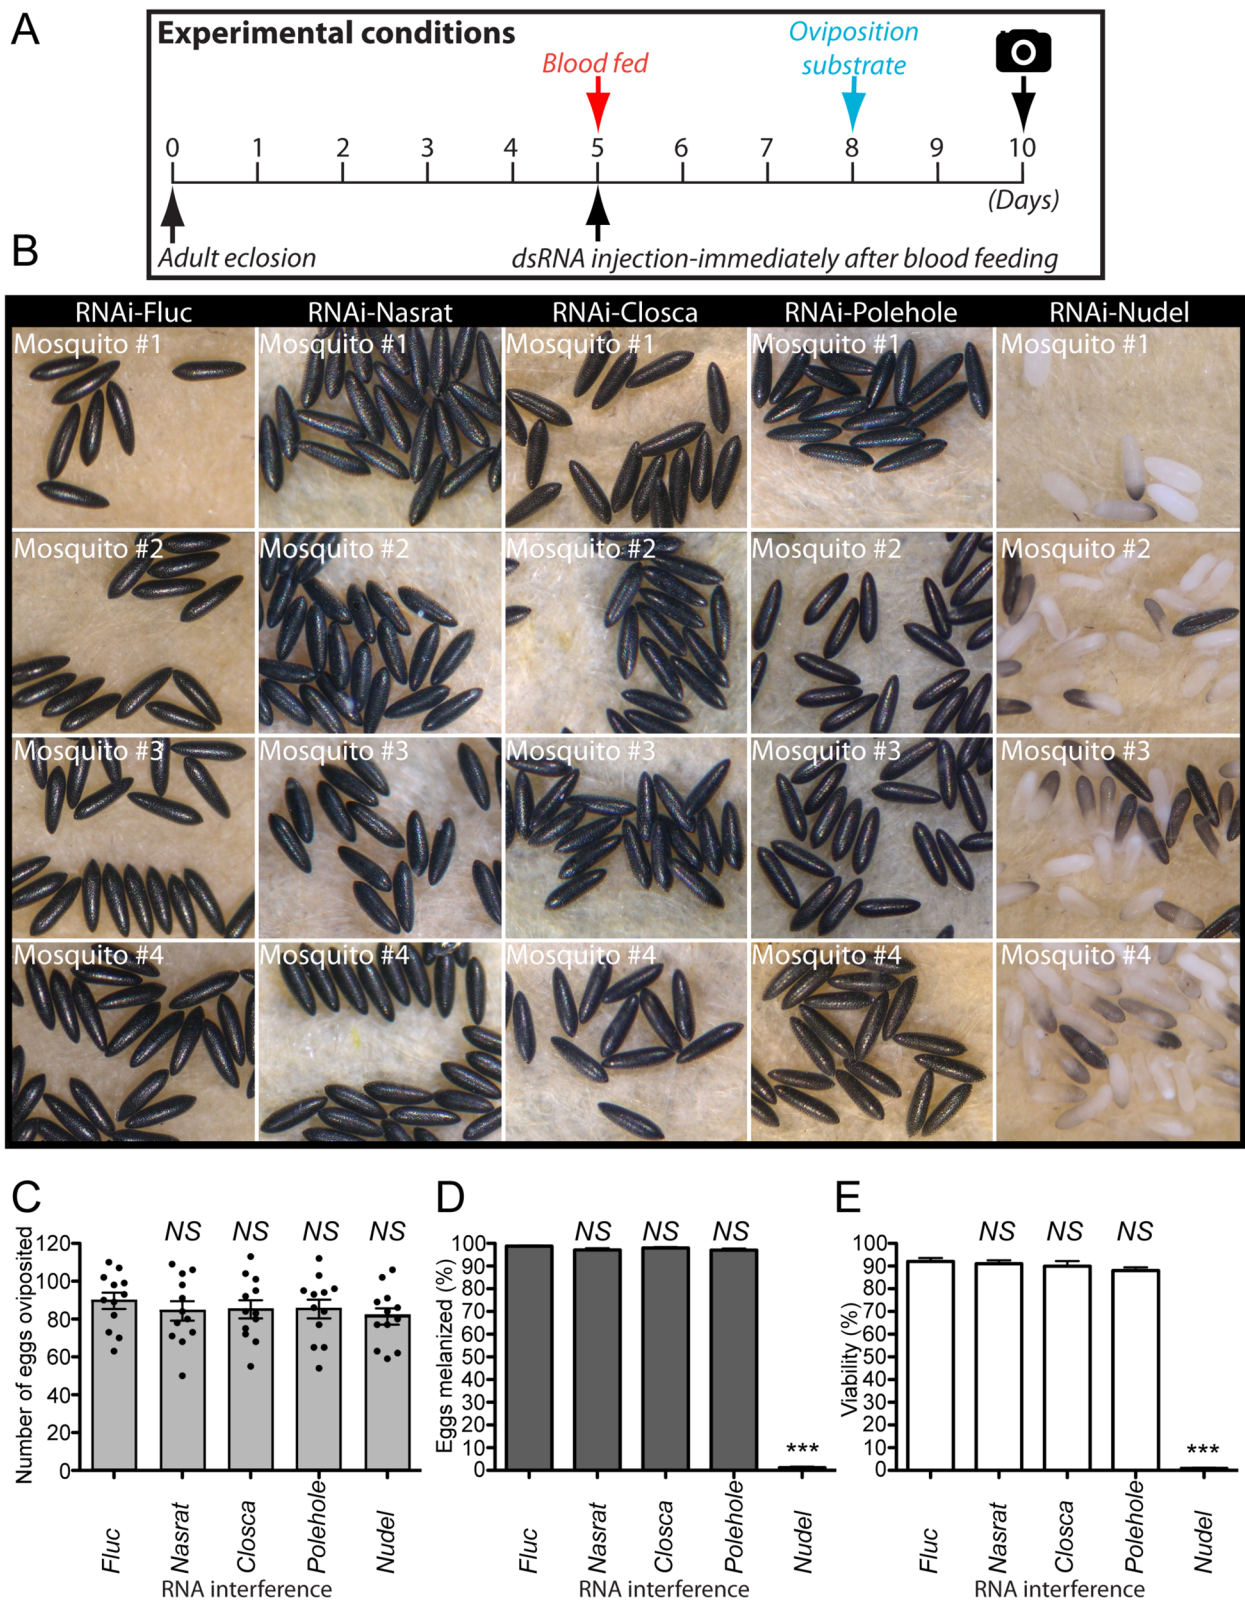 A
Experimental conditions
Blood fed
Oviposition
substrate
0 1 2 3 4 5 6 7 8 9 10
(Days)
Adult eclosion
dsRNA injection-immediately after blood feeding
B
RNAi-Fluc RNAi-Nasrat RNAi-Closca RNAi-Polehole RNAi-Nudel
Mosquito #1 Mosquito #1 Mosquito #1 Mosquito #1 Mosquito #1
Mosquito #2 Mosquito #2 Mosquito #2 Mosquito #2 Mosquito #2
Mosquito #3 Mosquito #3 Mosquito #3 Mosquito #3 Mosquito #3
Mosquito #4 Mosquito #4 Mosquito #4 Mosquito #4 Mosquito #4
C
NS NS NS NS
Number of eggs oviposited
120
100
80
60
40
20
0
Fluc Nasrat Closca Polehole Nudel
RNA interference
D
NS NS NS
Eggs melanized (%)
100
90
80
70
60
50
40
30
20
10
0
***
Fluc Nasrat Closca Polehole Nudel
RNA interference
E
NS NS NS
Viability (%)
100
90
80
70
60
50
40
30
20
10
0
***
Fluc Nasrat Closca Polehole Nudel
RNA interference